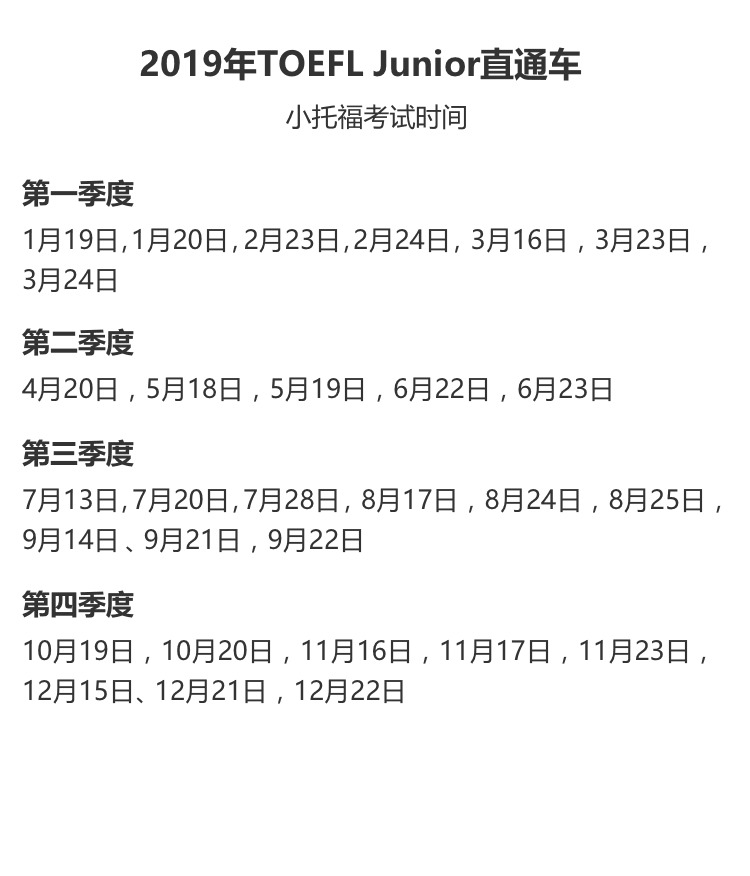 2019年TOEFL Junior直通车
小托福考试时间
第一季度
1月19日,1月20日,2月23日,2月24日, 3月16日，3月23日，
3月24日
第二季度
4月20日，5月18日，5月19日，6月22日，6月23日
第三季度
7月13日,7月20日,7月28日, 8月17日，8月24日，8月25日，
9月14日、9月21日，9月22日
第四季度
10月19日，10月20日，11月16日，11月17日，11月23日，
12月15日、12月21日，12月22日